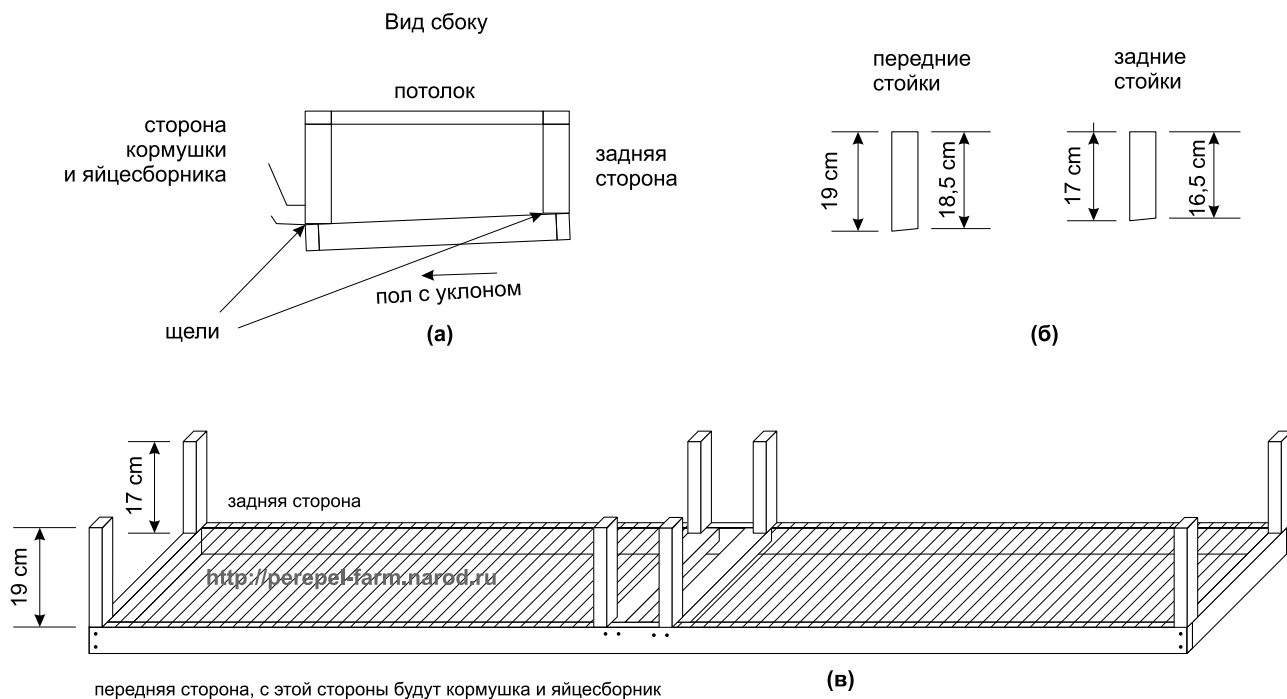 Вид сбоку
потолок
сторона
кормушки
и яйцесборника
задняя
сторона
пол с уклоном
щели
(а)
передние
стойки
задние
стойки
19 cm
18,5 cm
17 cm
16,5 cm
(б)
17 cm
задняя сторона
19 cm
http://perepel-farm.narod.ru
передняя сторона, с этой стороны будут кормушка и яйцесборник
(в)